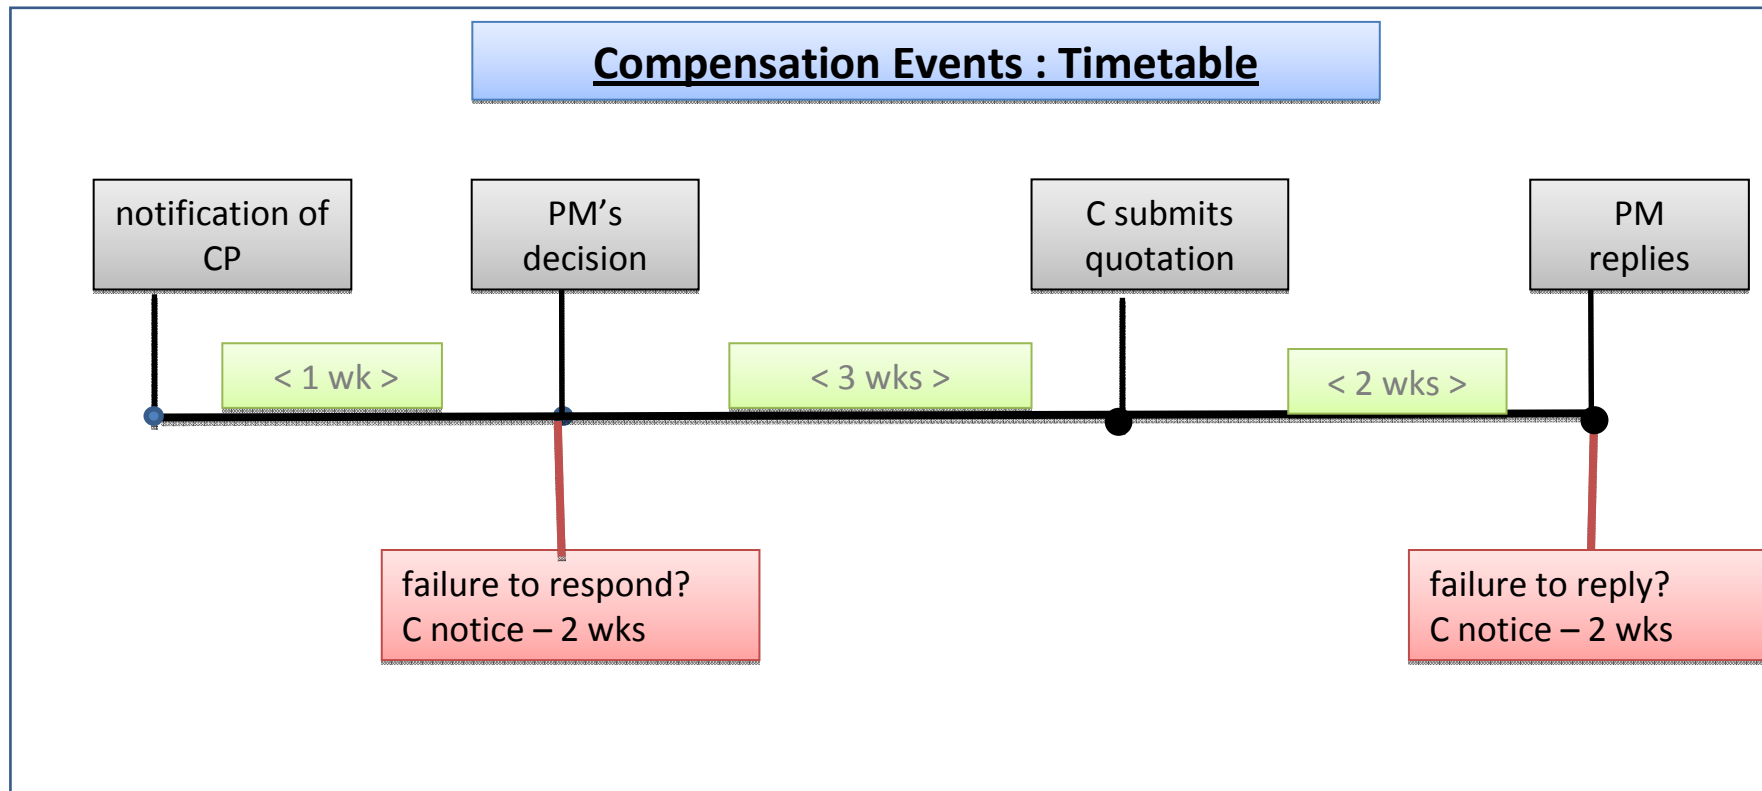 Compensation Events : Timetable
notification of
CP
PM’s
decision
C submits
quotation
PM
replies
< 1 wk >
< 3 wks >
< 2 wks >
failure to respond?
C notice – 2 wks
failure to reply?
C notice – 2 wks